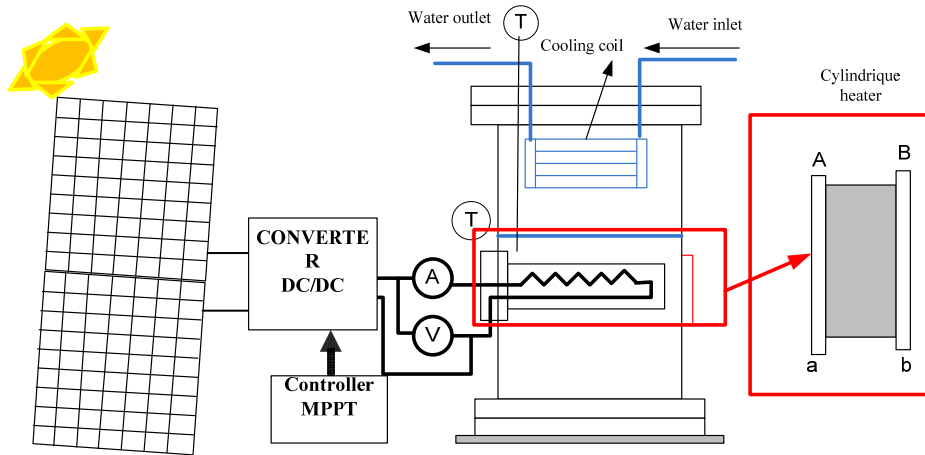 Water outlet
T
Water inlet
Cooling coil
Cylindrique
heater
A
B
T
CONVERTE
R
DC/DC
A
V
a
b
Controller
MPPT